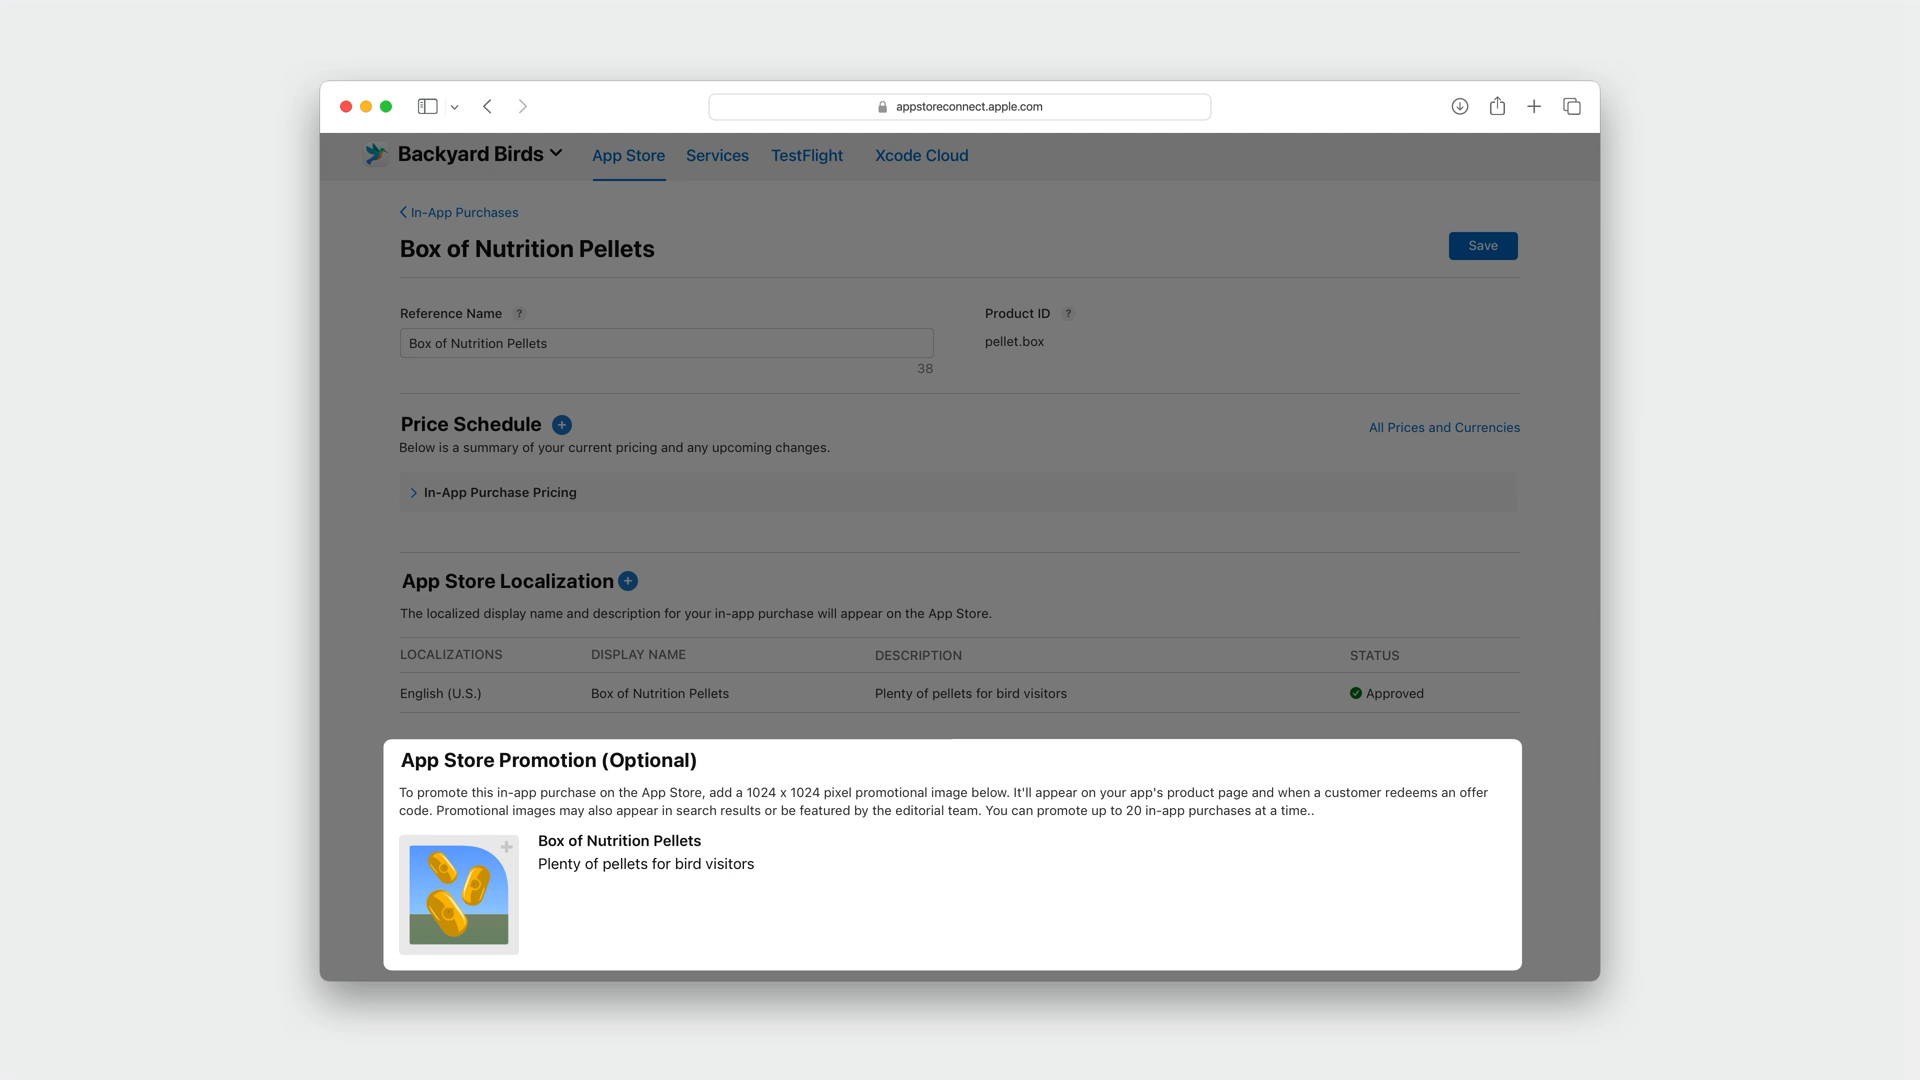 appstoreconnect.apple.com
Backyard Birds
App Store
Services
TestFlight
Xcode Cloud
In-App Purchases
Box of Nutrition Pellets
Save
Reference Name ?
Product ID ?
Box of Nutrition Pellets
pellet.box
38
Price Schedule
All Prices and Currencies
Below is a summary of your current pricing and any upcoming changes.
In-App Purchase Pricing
App Store Localization
The localized display name and description for your in-app purchase will appear on the App Store.
LOCALIZATIONS
DISPLAY NAME
DESCRIPTION
STATUS
English (U.S.)
Box of Nutrition Pellets
Plenty of pellets for bird visitors
Approved
App Store Promotion (Optional)
To promote this in-app purchase on the App Store, add a 1024 x 1024 pixel promotional image below. It'll appear on your app's product page and when a customer redeems an offer
code. Promotional images may also appear in search results or be featured by the editorial team. You can promote up to 20 in-app purchases at a time..
Box of Nutrition Pellets
Plenty of pellets for bird visitors